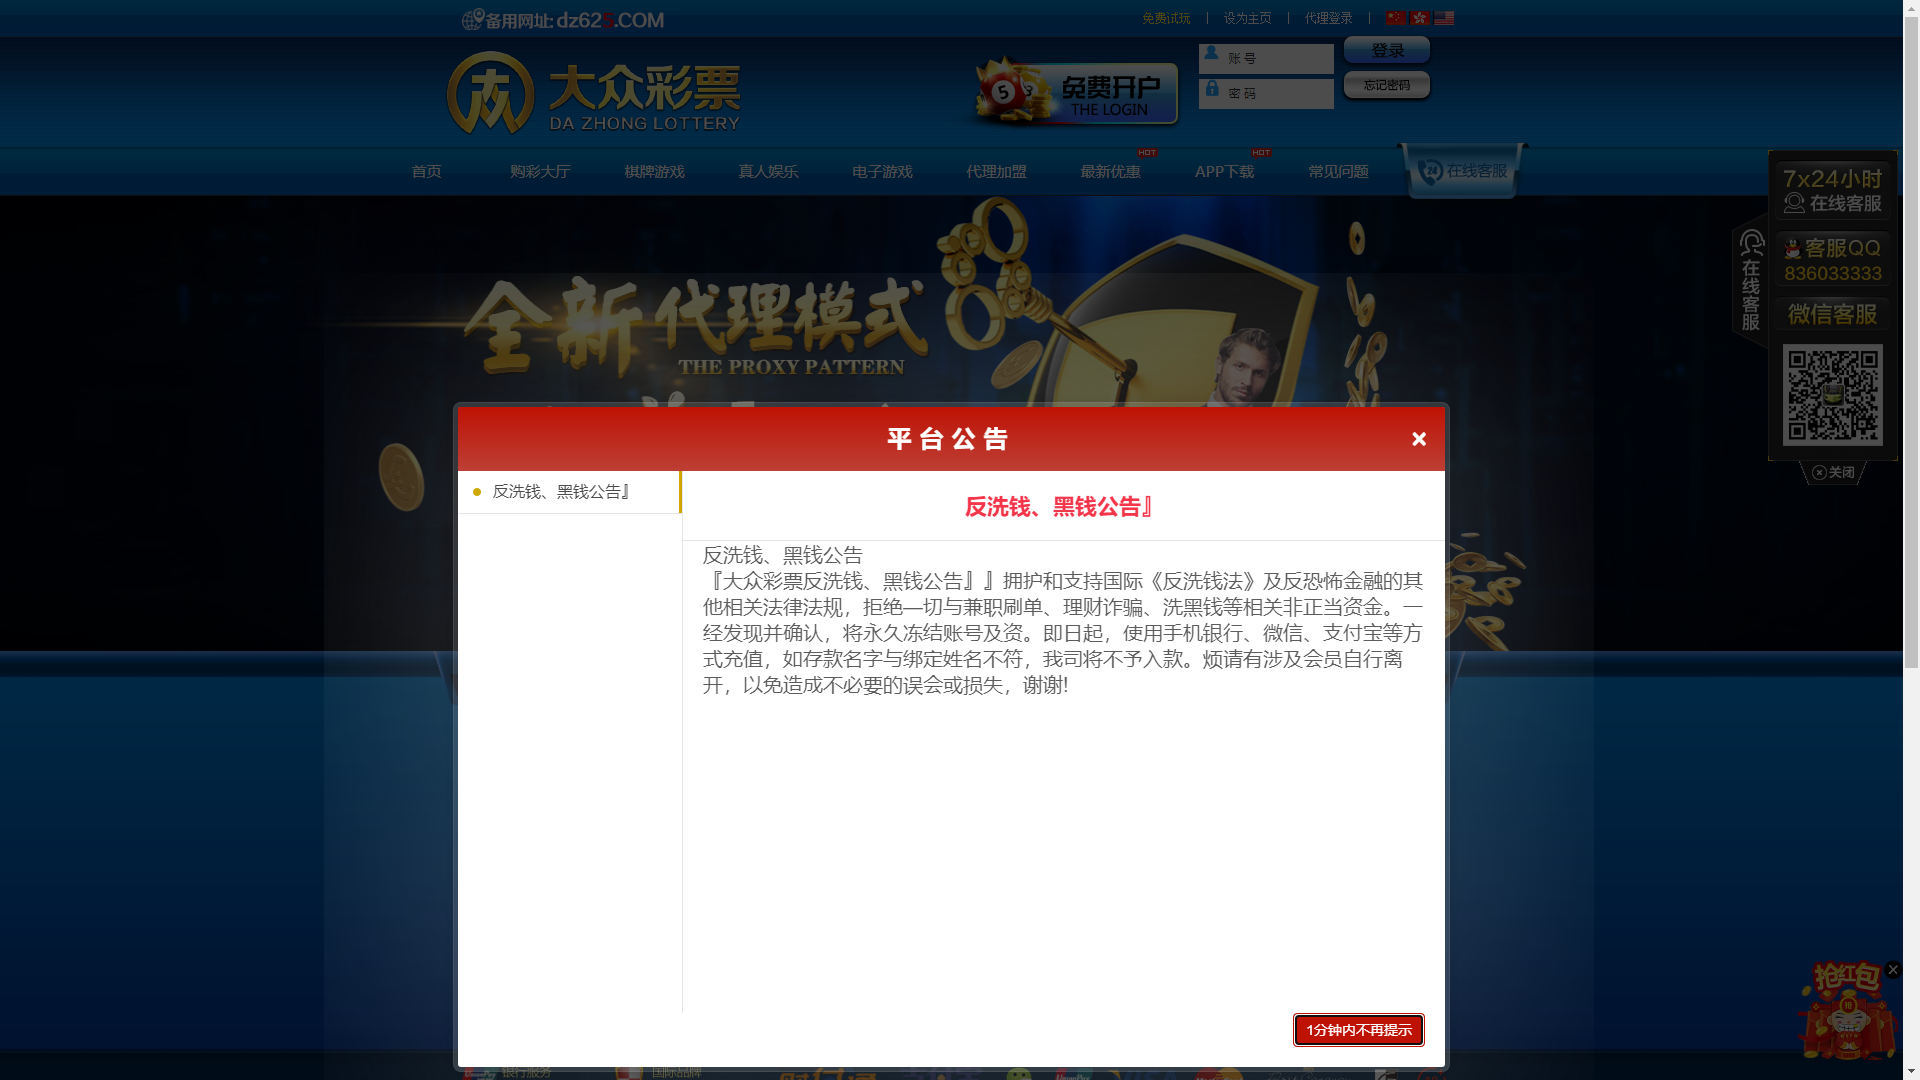 备用网址: dz625.COM
免费试玩
设为主页
代理登录
大众彩票
DA ZHONG LOTTERY
5
3
免费开户
THE LOGIN
账 号
登录
密 码
忘记密码
首页
购彩大厅
棋牌游戏
真人娱乐
电子游戏
代理加盟
HOT
最新优惠
HOT
APP下载
常见问题
24
在线客服
7x24小时
在线客服
客服QQ
836033333
微信客服
在线客服
关闭
全新代理模式
THE PROXY PATTERN
平台公告
反洗钱、黑钱公告』
反洗钱、黑钱公告』
反洗钱、黑钱公告
『大众彩票反洗钱、黑钱公告』』拥护和支持国际《反洗钱法》及反恐怖金融的其
他相关法律法规，拒绝—切与兼职刷单、理财诈骗、洗黑钱等相关非正当资金。一
经发现并确认，将永久冻结账号及资。即日起，使用手机银行、微信、支付宝等方
式充值，如存款名字与绑定姓名不符，我司将不予入款。烦请有涉及会员自行离
开，以免造成不必要的误会或损失，谢谢!
1分钟内不再提示
抢红包
银行服务
国际品牌